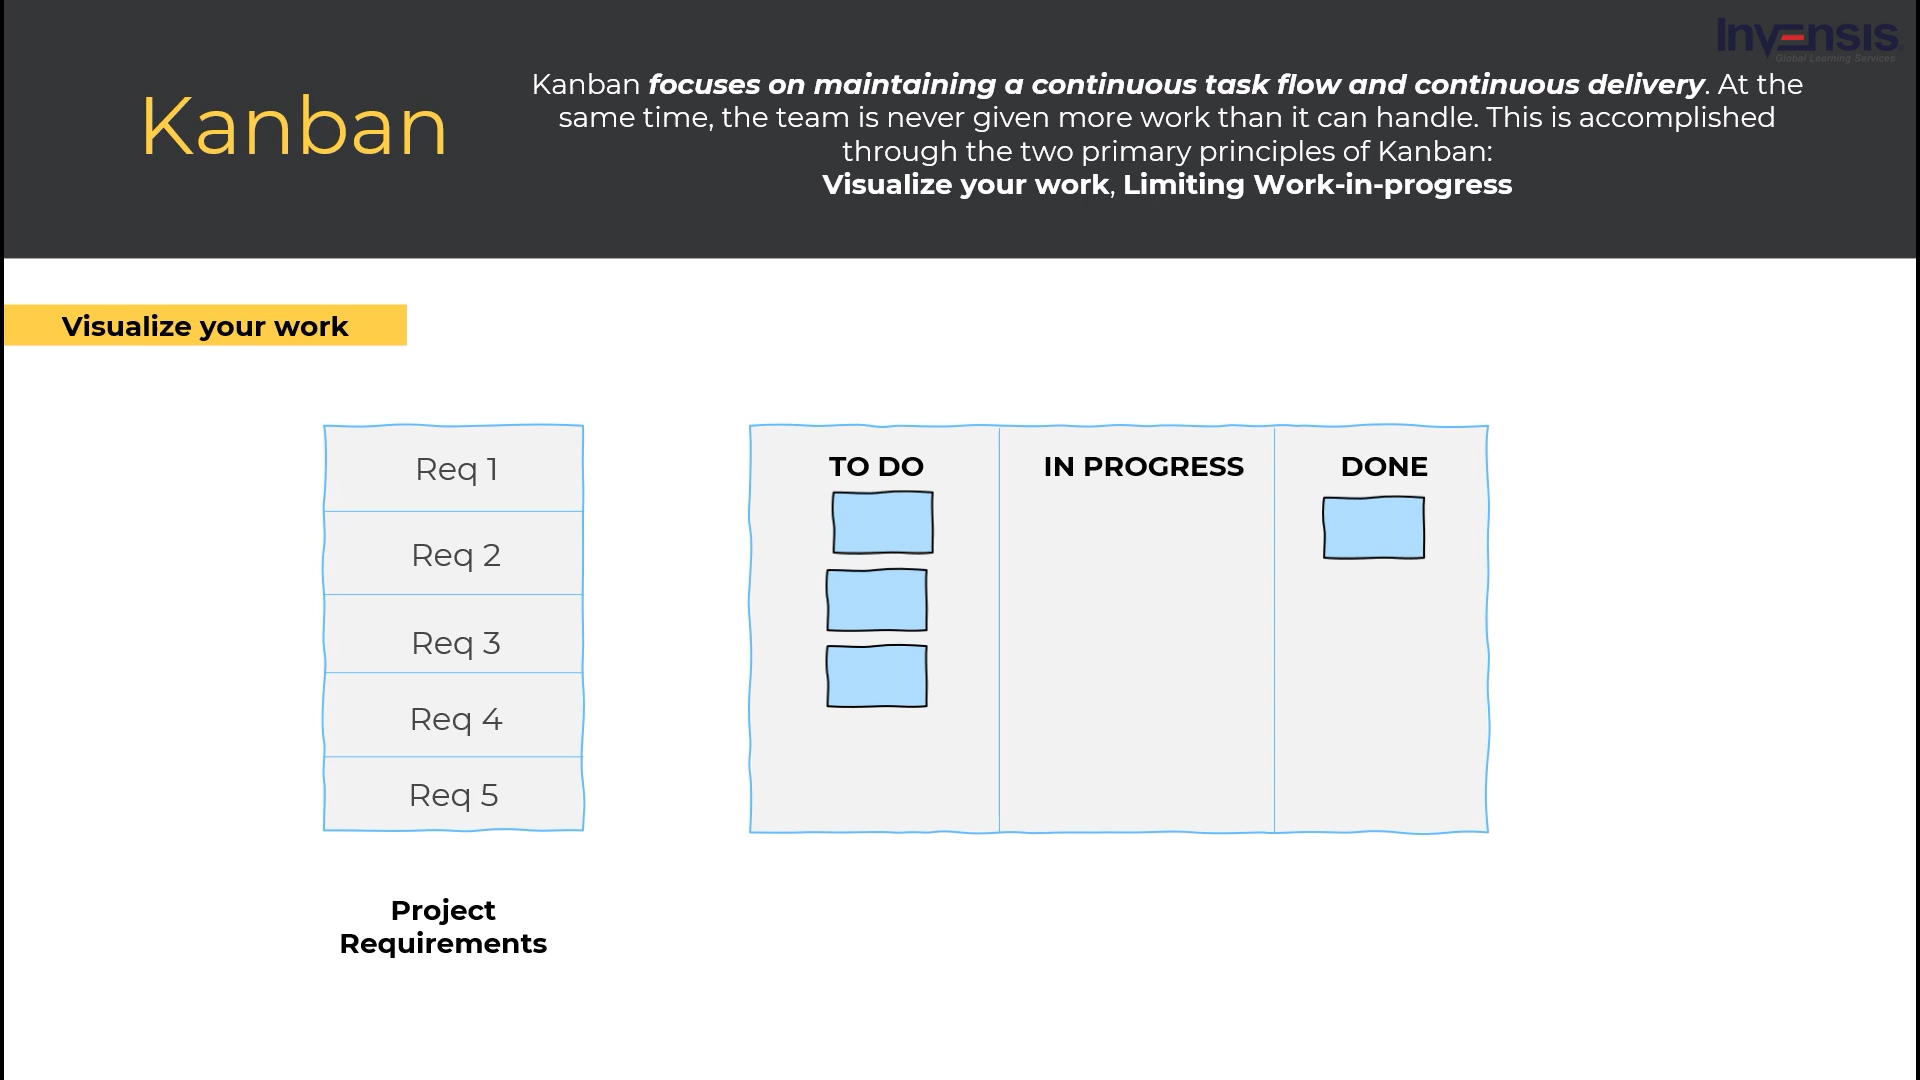 Invensis
Global Learning Services
Kanban
Kanban focuses on maintaining a continuous task flow and continuous delivery. At the
same time, the team is never given more work than it can handle. This is accomplished
through the two primary principles of Kanban:
Visualize your work, Limiting Work-in-progress
Visualize your work
Req 1
Req 2
Req 3
Req 4
Req 5
Project
Requirements
TO DO
IN PROGRESS
DONE